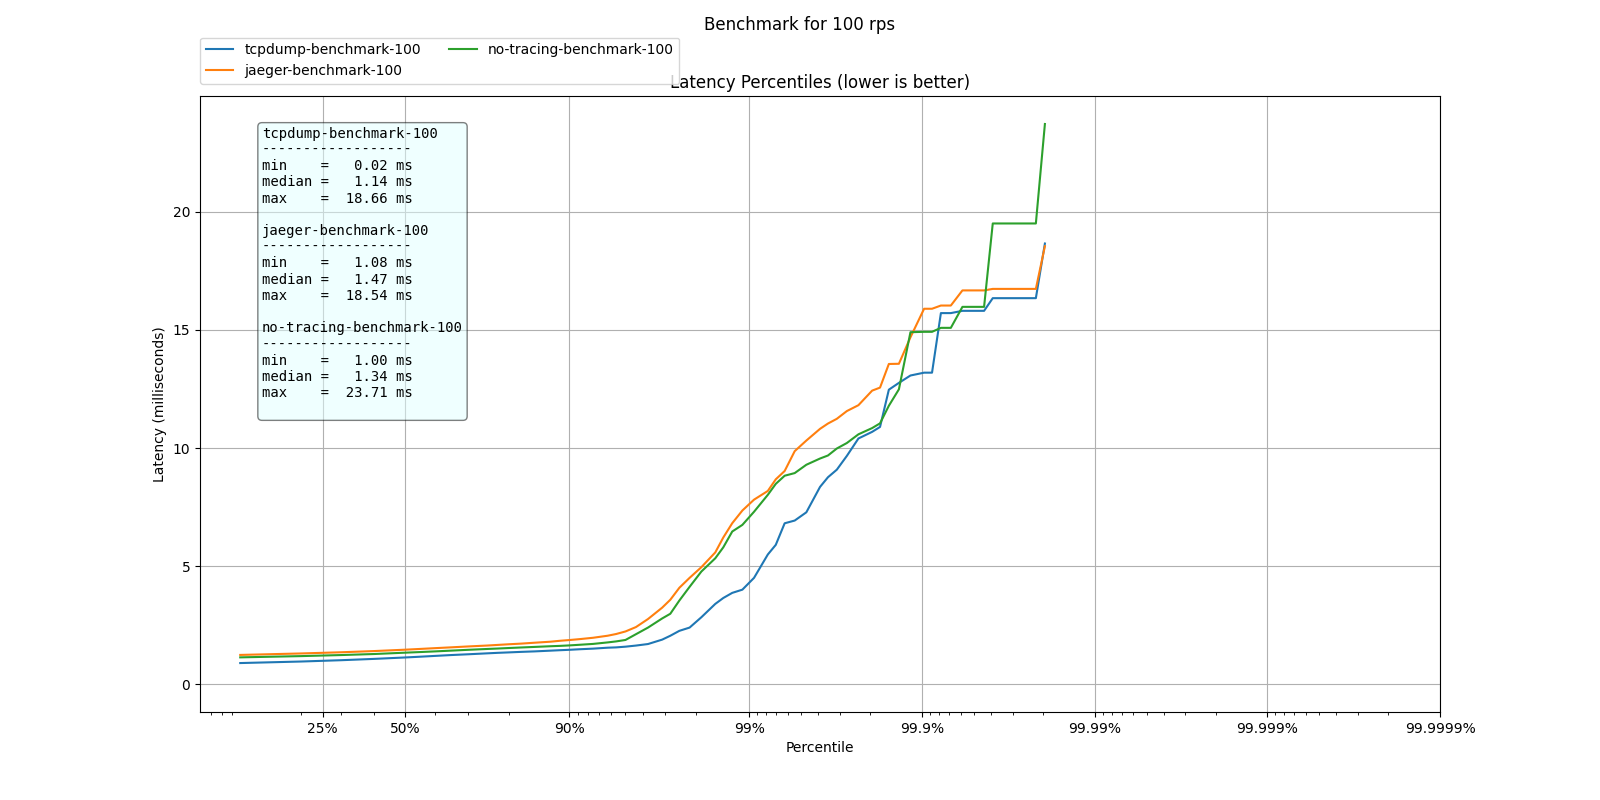 Benchmark for 100 rps
tcpdump-benchmark-100
no-tracing-benchmark-100
jaeger-benchmark-100
Latency Percentiles (lower is better)
tcpdump-benchmark-100
------------------
min    =   0.02 ms
median =   1.14 ms
max    =  18.66 ms
jaeger-benchmark-100
------------------
min    =   1.08 ms
median =   1.47 ms
max    =  18.54 ms
no-tracing-benchmark-100
------------------
min    =   1.00 ms
median =   1.34 ms
max    =  23.71 ms
20
15
10
5
0
Latency (milliseconds)
25% 50% 90% 99% 99.9% 99.99% 99.999% 99.9999%
Percentile